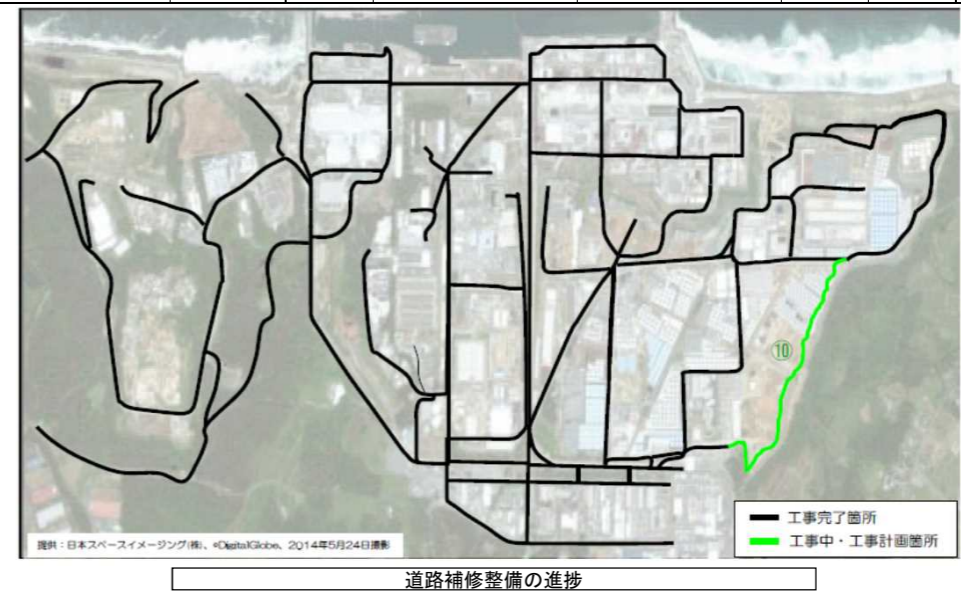 ⑩
工事完了箇所
工事中・工事計画箇所
提供：日本スペースイメージング(株)、©DigitalGlobe、2014年5月24日撮影
道路補修整備の進捗